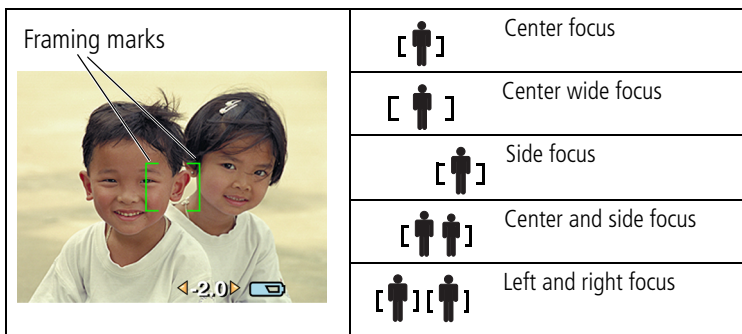 Framing marks
-2.0
Center focus
Center wide focus
Side focus
Center and side focus
Left and right focus